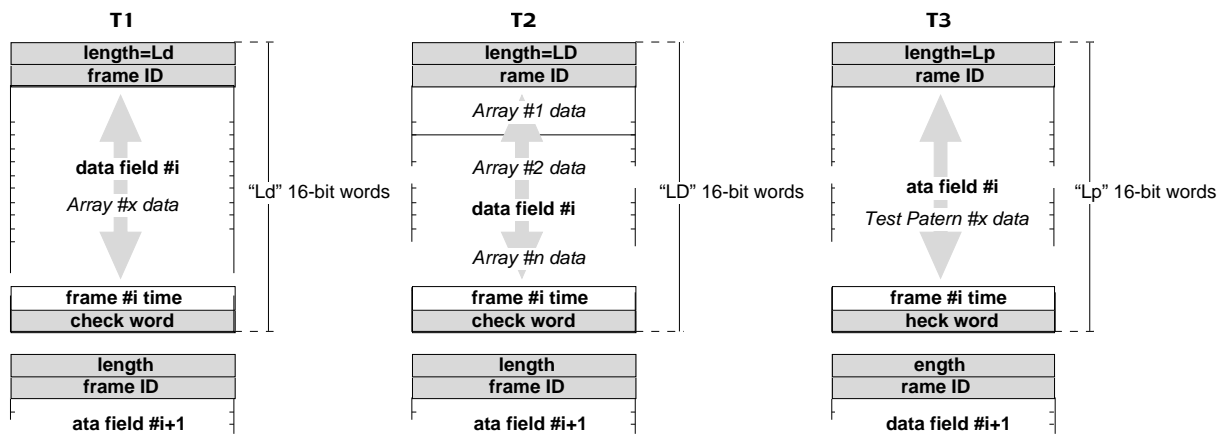 T1
length=Ld
frame ID
data field #i
Array #x data
“Ld” 16-bit words
frame #i time
check word
length
frame ID
ata field #i+1
T2
length=LD
rame ID
Array #1 data
Array #2 data
data field #i
Array #n data
“LD” 16-bit words
frame #i time
check word
length
frame ID
ata field #i+1
T3
length=Lp
rame ID
ata field #i
Test Patern #x data
“Lp” 16-bit words
frame #i time
heck word
ength
rame ID
data field #i+1